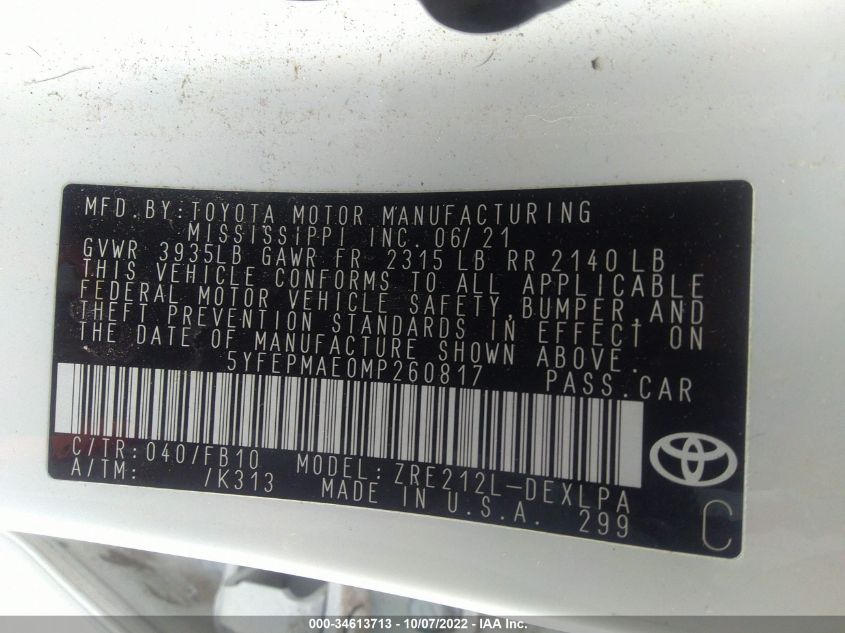 MFD. BY: TOYOTA MOTOR MANUFACTURING
MISSISSIPPI INC. 06/21
GVWR 3935LB GAWR FR 2315 LB RR 2140 LB
THIS VEHICLE CONFORMS TO ALL APPLICABLE
FEDERAL MOTOR VEHICLE SAFETY, BUMPER, AND
THEFT PREVENTION STANDARDS IN EFFECT ON
THE DATE OF MANUFACTURE SHOWN ABOVE.
5YFEPMAE0MP260817 PASS. CAR
C/TR: 040/FB10 MODEL: ZRE212L-DEXLPA
A/TM: /K313 MADE IN U.S.A. 299
C
000-34613713 - 10/07/2022 - IAA Inc.